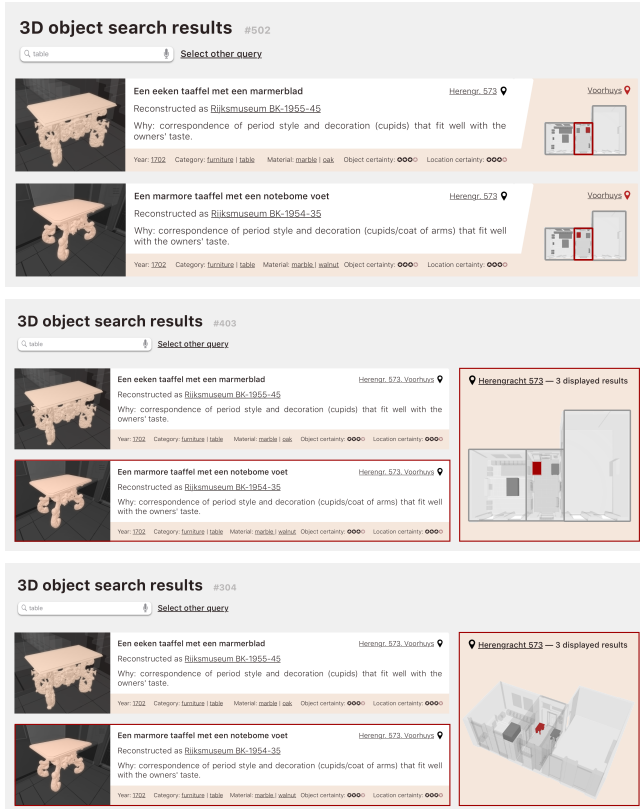 3D object search results #502
table Select other query
Een eeken taaffel met een marmerblad Herengr. 573 Voorhuys
Reconstructed as Rijksmuseum BK-1955-45
Why: correspondence of period style and decoration (cupids) that fit well with the
owners' taste.
Year: 1702 Category: furniture | table Material: marble | oak Object certainty: Location certainty:
Een marmore taaffel met een notebome voet Herengr. 573 Voorhuys
Reconstructed as Rijksmuseum BK-1954-35
Why: correspondence of period style and decoration (cupids/coat of arms) that fit well
with the owners' taste.
Year: 1702 Category: furniture | table Material: marble | walnut Object certainty: Location certainty:
3D object search results #403
table Select other query
Een eeken taaffel met een marmerblad Herengr. 573, Voorhuys
Reconstructed as Rijksmuseum BK-1955-45
Why: correspondence of period style and decoration (cupids) that fit well with the
owners' taste.
Year: 1702 Category: furniture | table Material: marble | oak Object certainty: Location certainty:
Een marmore taaffel met een notebome voet Herengr. 573, Voorhuys
Reconstructed as Rijksmuseum BK-1954-35
Why: correspondence of period style and decoration (cupids/coat of arms) that fit well
with the owners' taste.
Year: 1702 Category: furniture | table Material: marble | walnut Object certainty: Location certainty:
Herengracht 573 — 3 displayed results
3D object search results #304
table Select other query
Een eeken taaffel met een marmerblad Herengr. 573, Voorhuys
Reconstructed as Rijksmuseum BK-1955-45
Why: correspondence of period style and decoration (cupids) that fit well with the
owners' taste.
Year: 1702 Category: furniture | table Material: marble | oak Object certainty: Location certainty:
Een marmore taaffel met een notebome voet Herengr. 573, Voorhuys
Reconstructed as Rijksmuseum BK-1954-35
Why: correspondence of period style and decoration (cupids/coat of arms) that fit well
with the owners' taste.
Year: 1702 Category: furniture | table Material: marble | walnut Object certainty: Location certainty:
Herengracht 573 — 3 displayed results